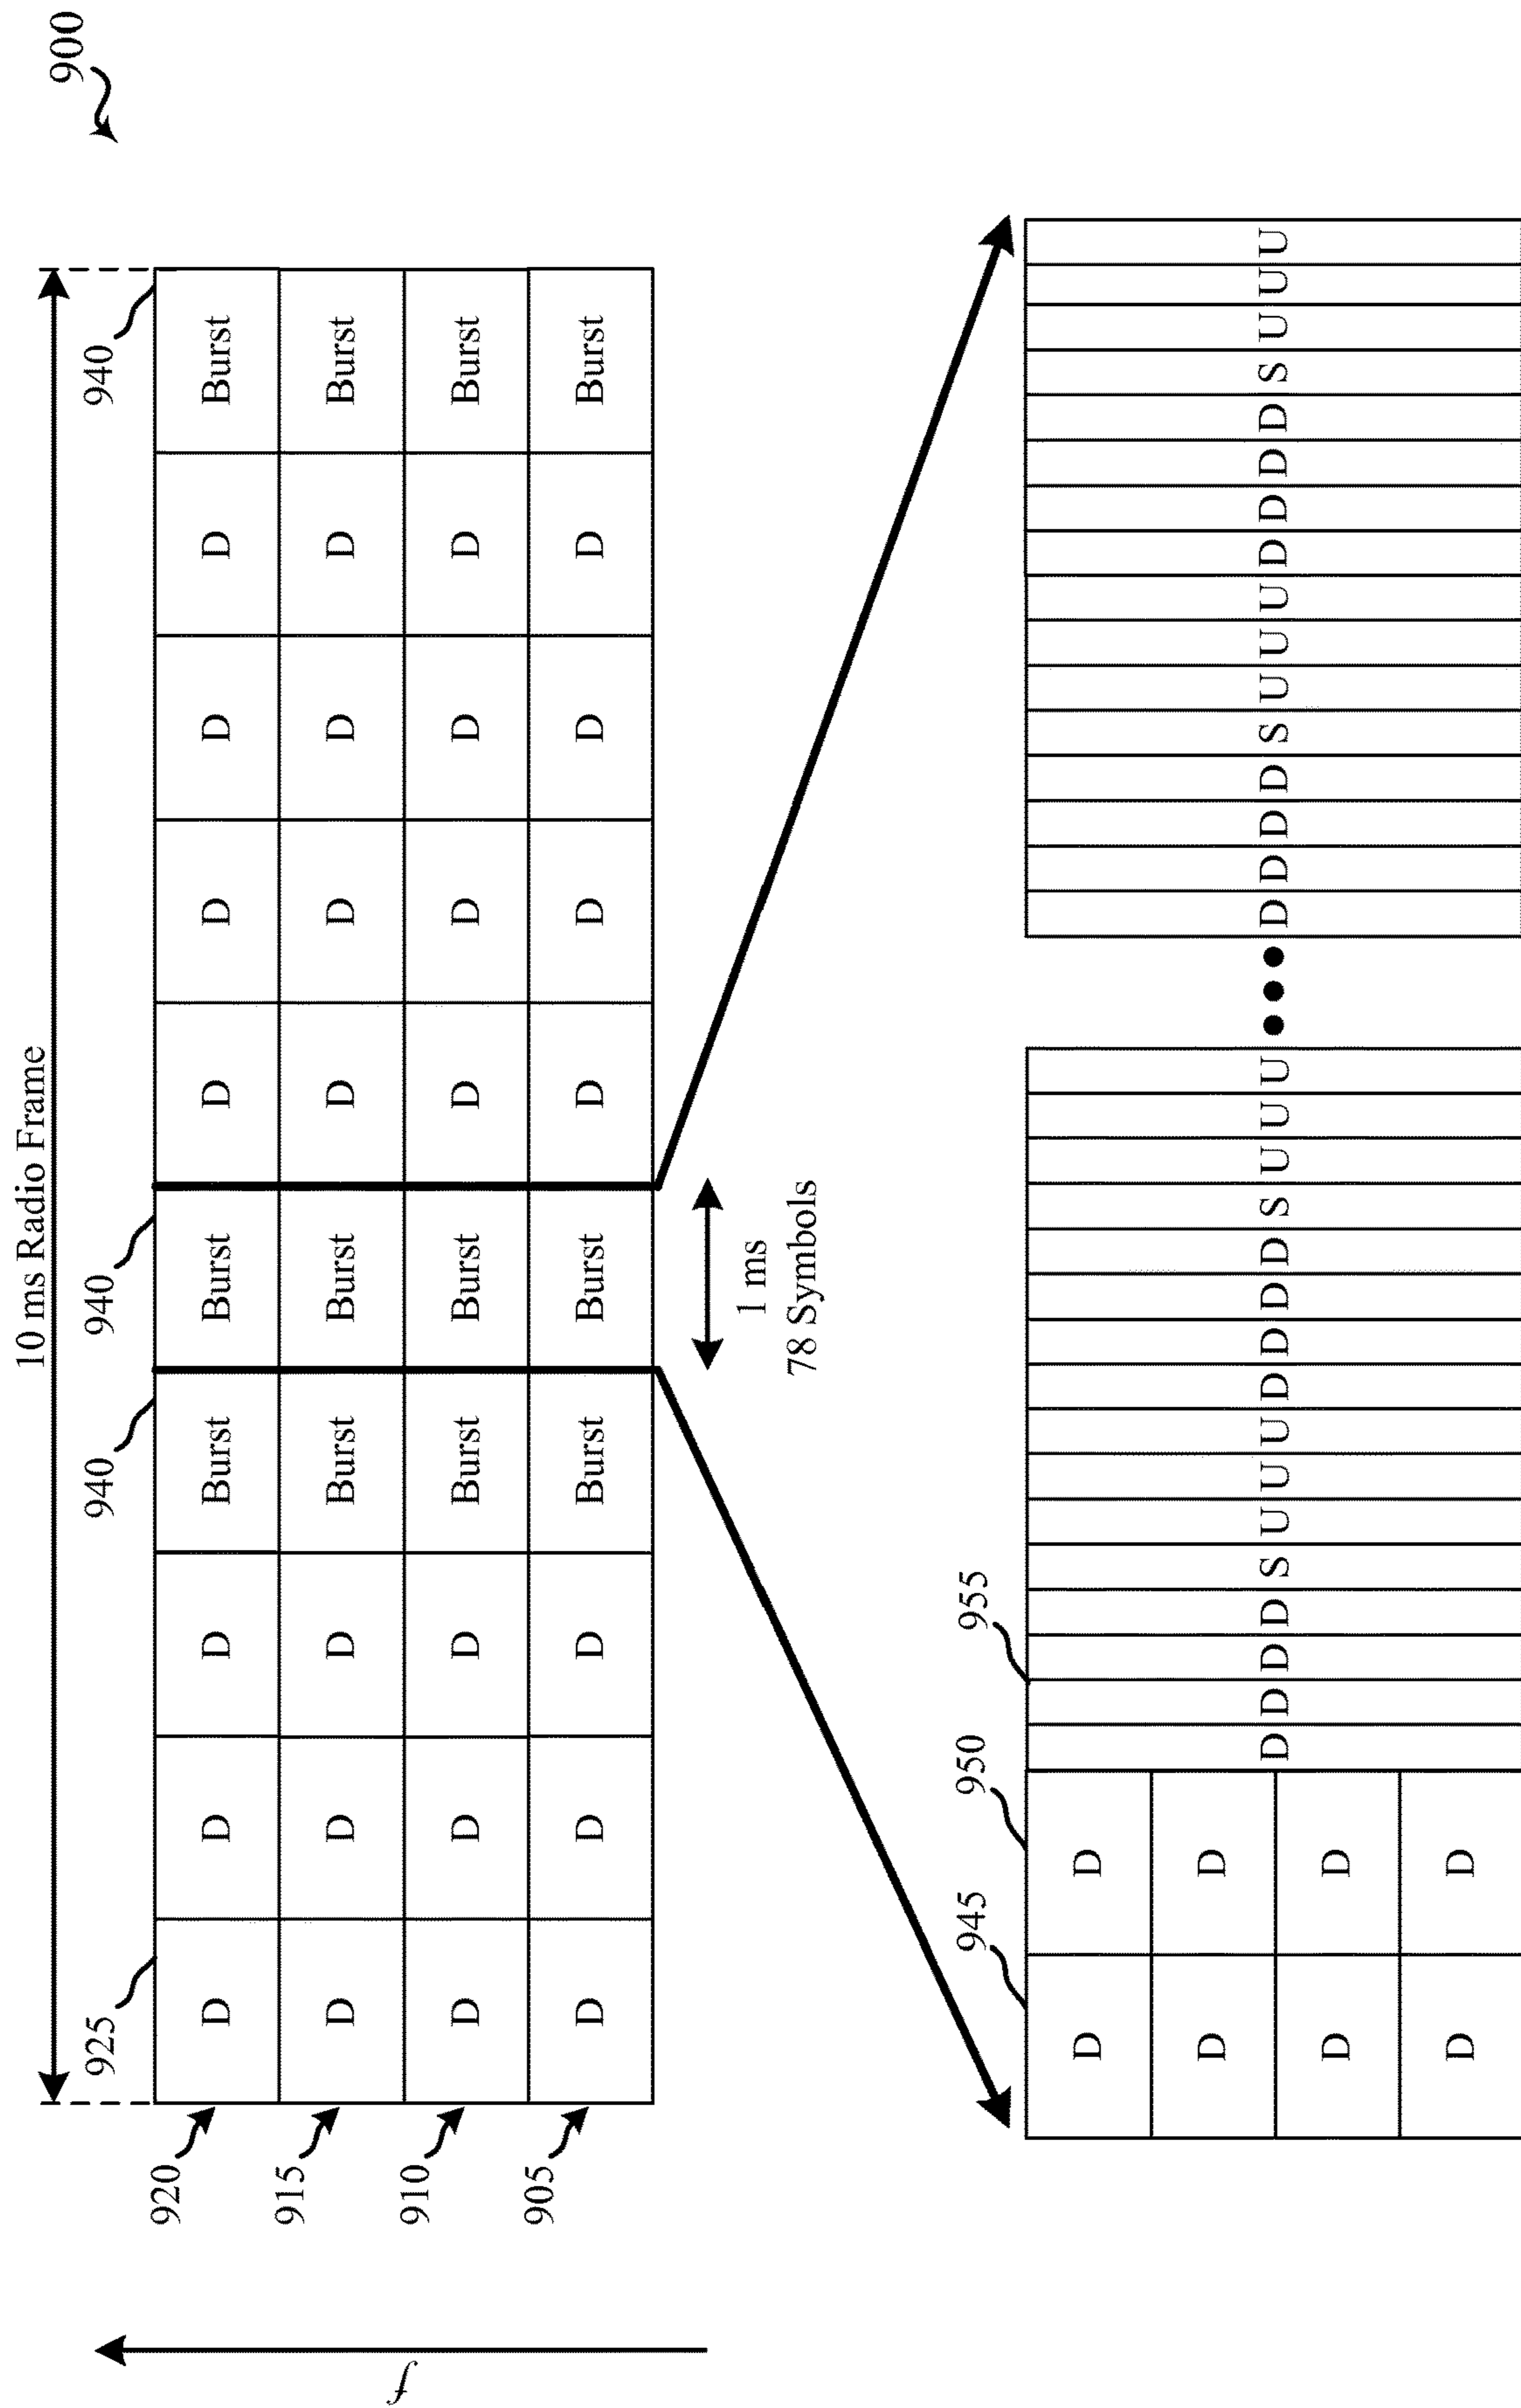 900
10 ms Radio Frame
925 940 940 940
920 D D D Burst Burst D D D D Burst
915 D D D Burst Burst D D D D Burst
910 D D D Burst Burst D D D D Burst
905 D D D Burst Burst D D D D Burst
f
1 ms
78 Symbols
945 950 955
D D
D D
D D D D S U U U D D D D S U U U ••• D D D D S U U U D D D D S U U U
D D
D D